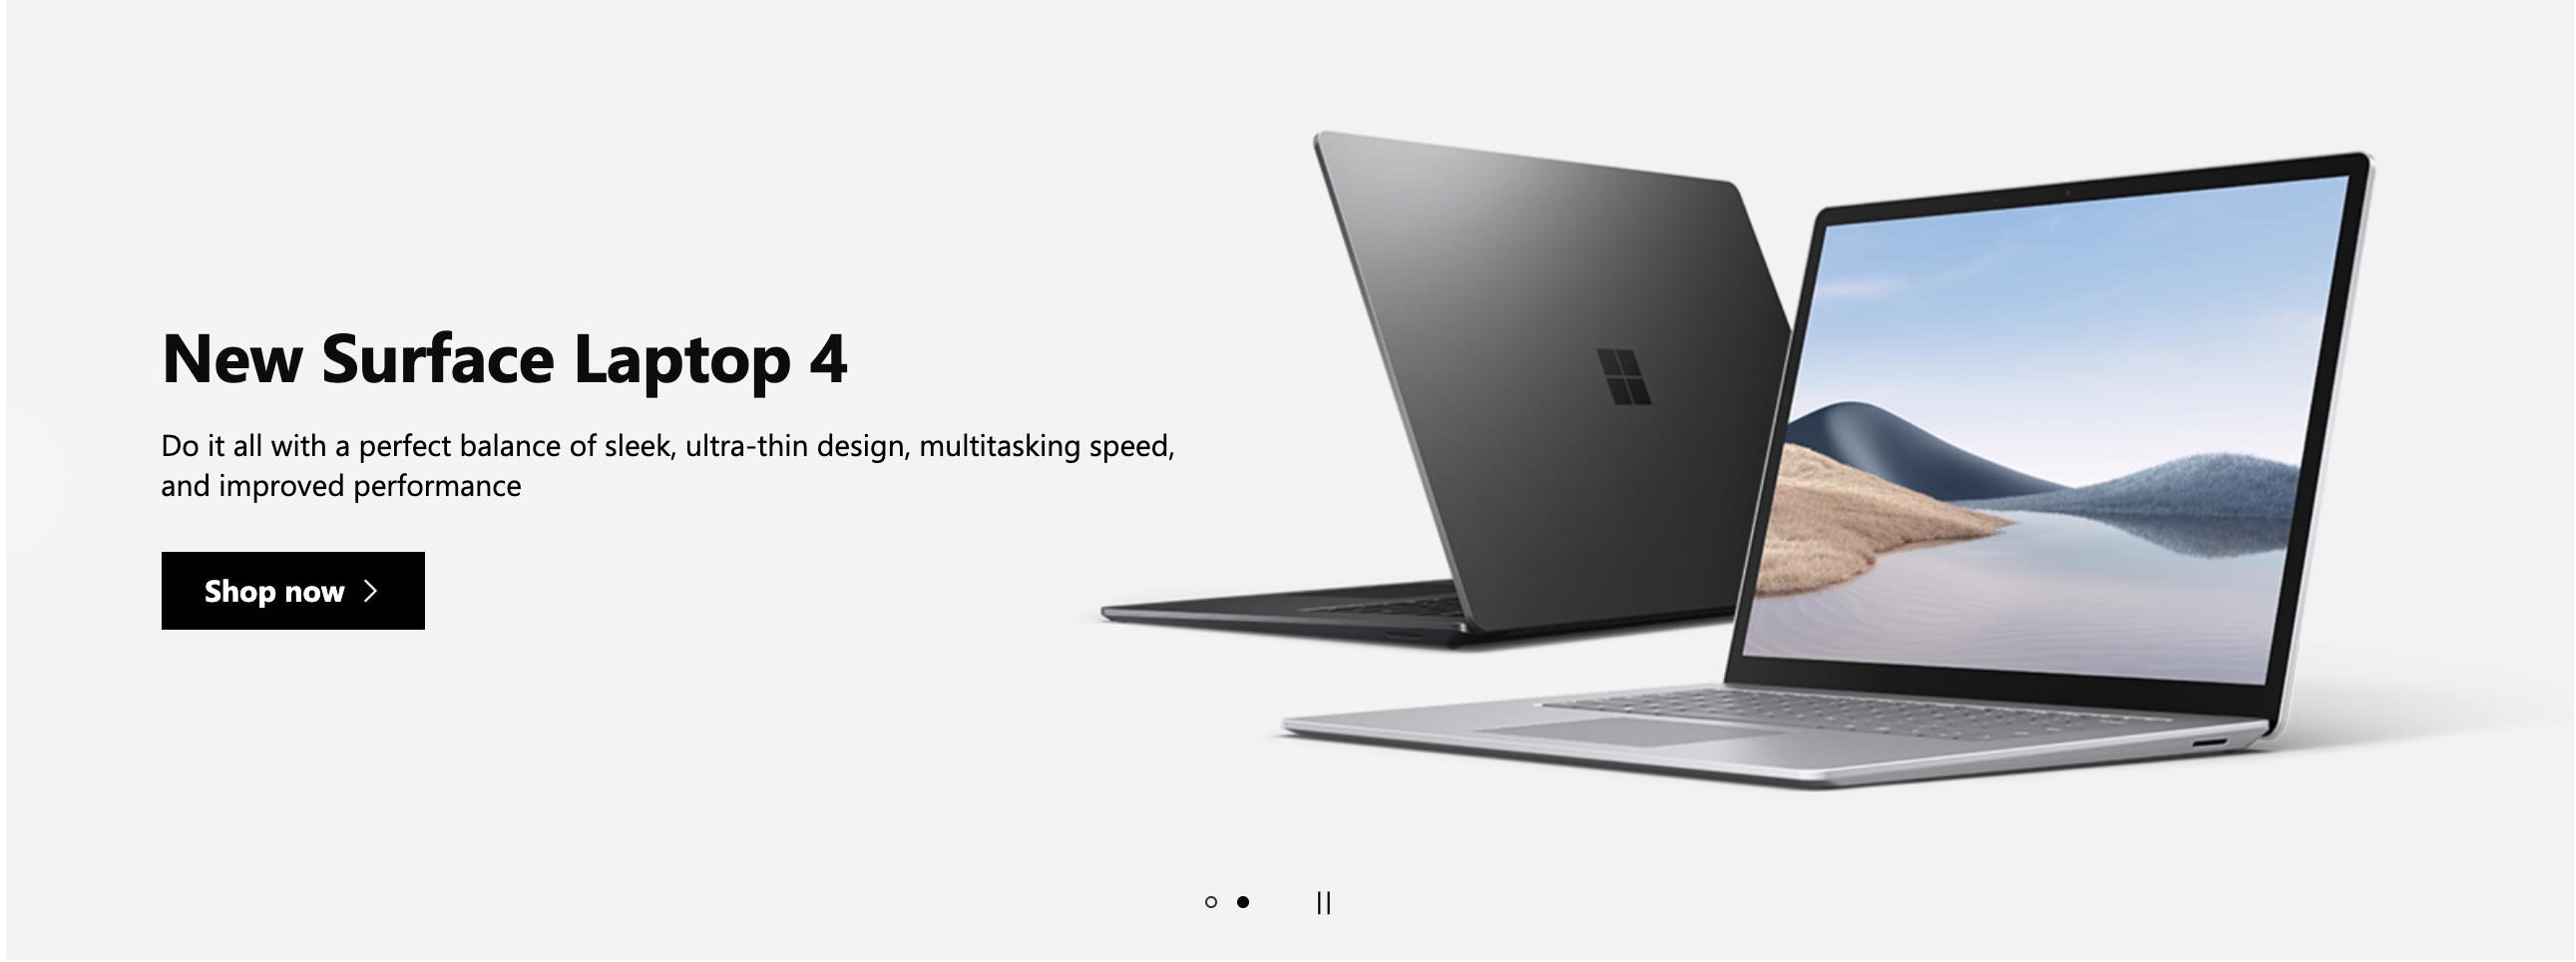 New Surface Laptop 4
Do it all with a perfect balance of sleek, ultra-thin design, multitasking speed,
and improved performance
Shop now